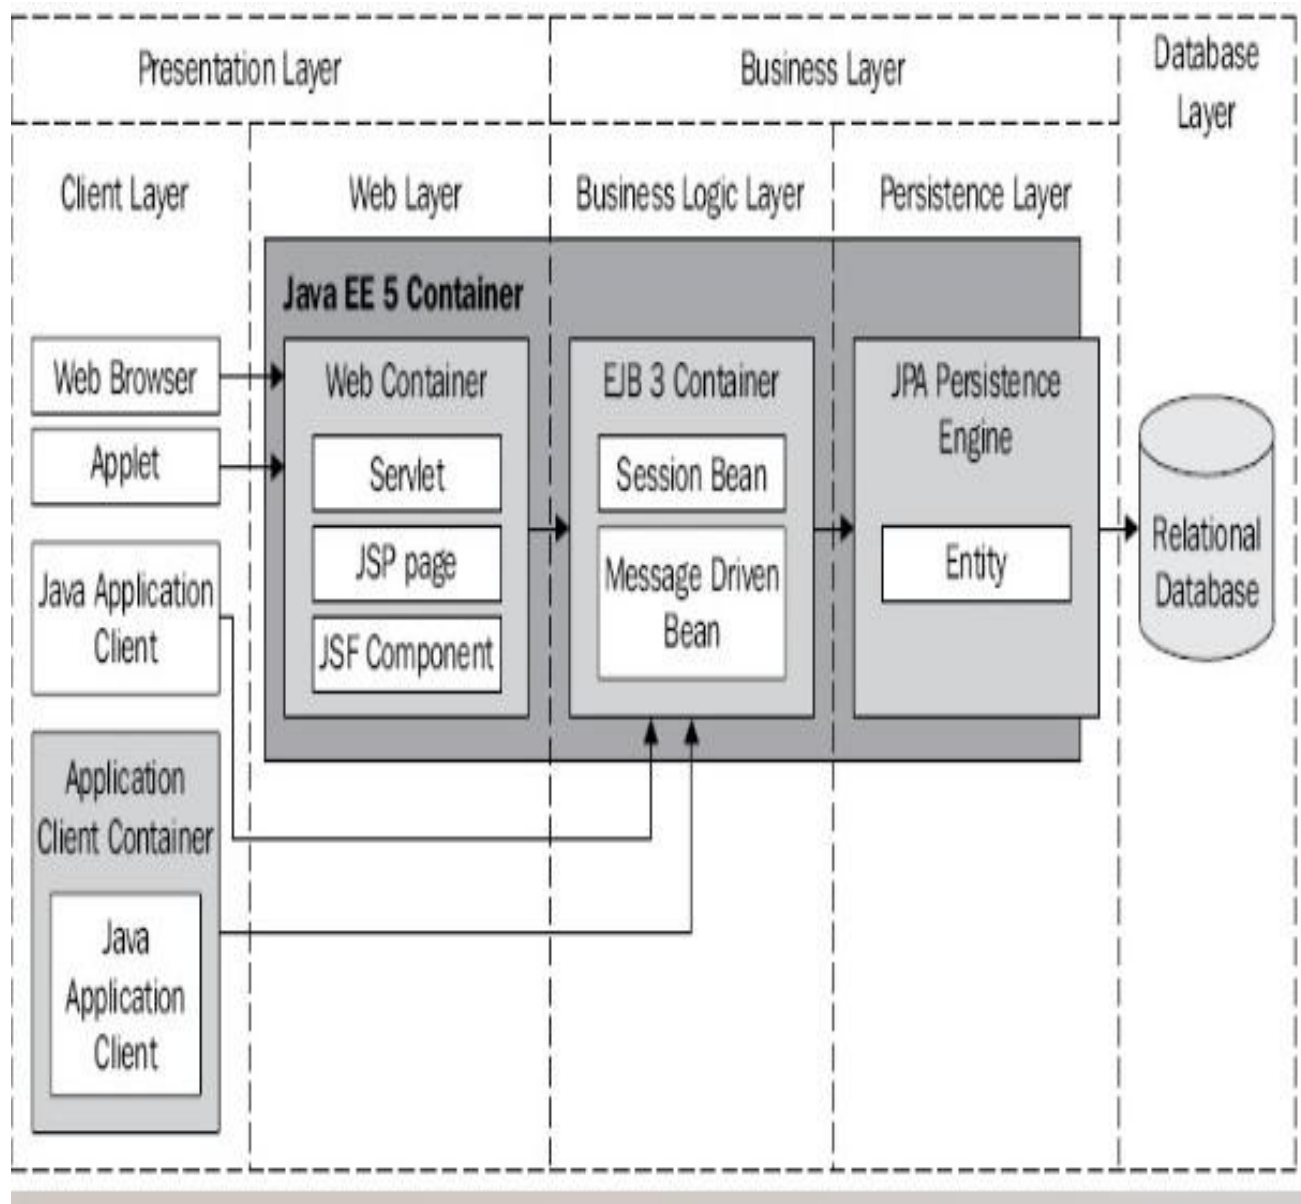 Presentation Layer
Business Layer
Database
Layer
Client Layer
Web Layer
Business Logic Layer
Persistence Layer
Java EE 5 Container
Web Browser
Applet
Java Application
Client
Application
Client Container
Java
Application
Client
Web Container
Servlet
JSP page
JSF Component
EJB 3 Container
Session Bean
Message Driven
Bean
JPA Persistence
Engine
Entity
Relational
Database